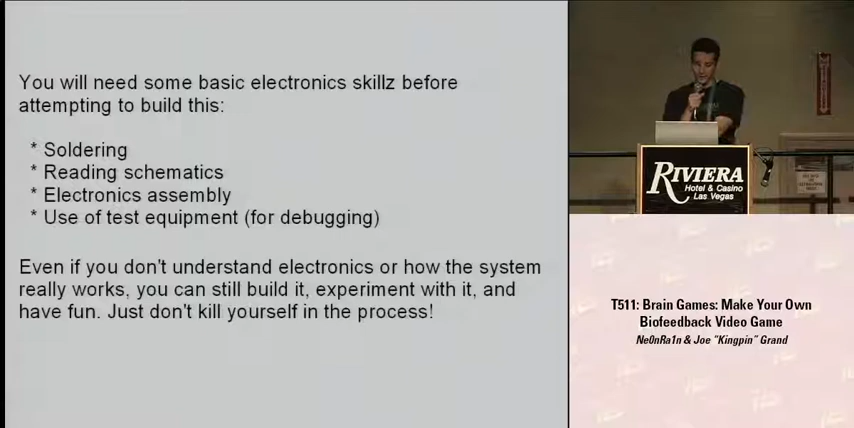 You will need some basic electronics skillz before
attempting to build this:
* Soldering
* Reading schematics
* Electronics assembly
* Use of test equipment (for debugging)
Even if you don't understand electronics or how the system
really works, you can still build it, experiment with it, and
have fun. Just don't kill yourself in the process!
RIVIERA
Hotel & Casino
Las Vegas
T511: Brain Games: Make Your Own
Biofeedback Video Game
Ne0nRa1n & Joe "Kingpin" Grand